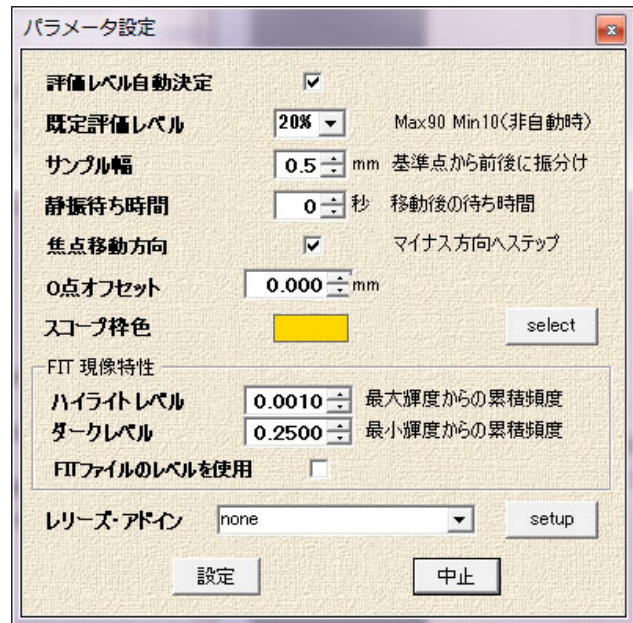 パラメータ設定
評価レベル自動決定
既定評価レベル 20% Max90 Min10(非自動時)
サンプル幅 0.5 mm 基準点から前後に振分け
静振待ち時間 0 秒 移動後の待ち時間
焦点移動方向 マイナス方向へステップ
0点オフセット 0.000 mm
スコープ枠色 select
FIT 現像特性
ハイライトレベル 0.0010 最大輝度からの累積頻度
ダークレベル 0.2500 最小輝度からの累積頻度
FITファイルのレベルを使用
レリーズ・アドイン none setup
設定 中止